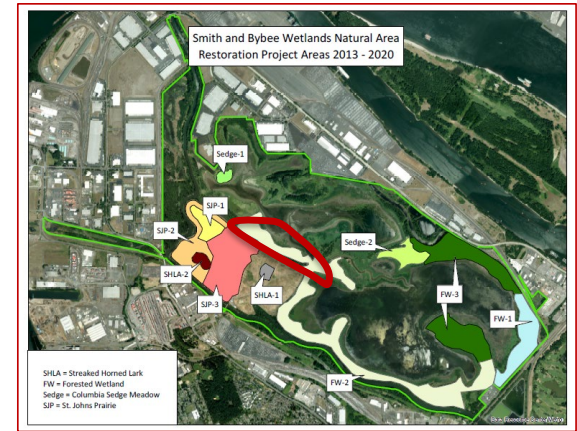 Smith and Bybee Wetlands Natural Area
Restoration Project Areas 2013 - 2020
Sedge-1
SJP-1
SJP-2
Sedge-2
SHLA-2
SHLA-1
FW-3
FW-1
SJP-3
FW-2
SHLA = Streaked Horned Lark
FW = Forested Wetland
Sedge = Columbia Sedge Meadow
SJP = St. Johns Prairie